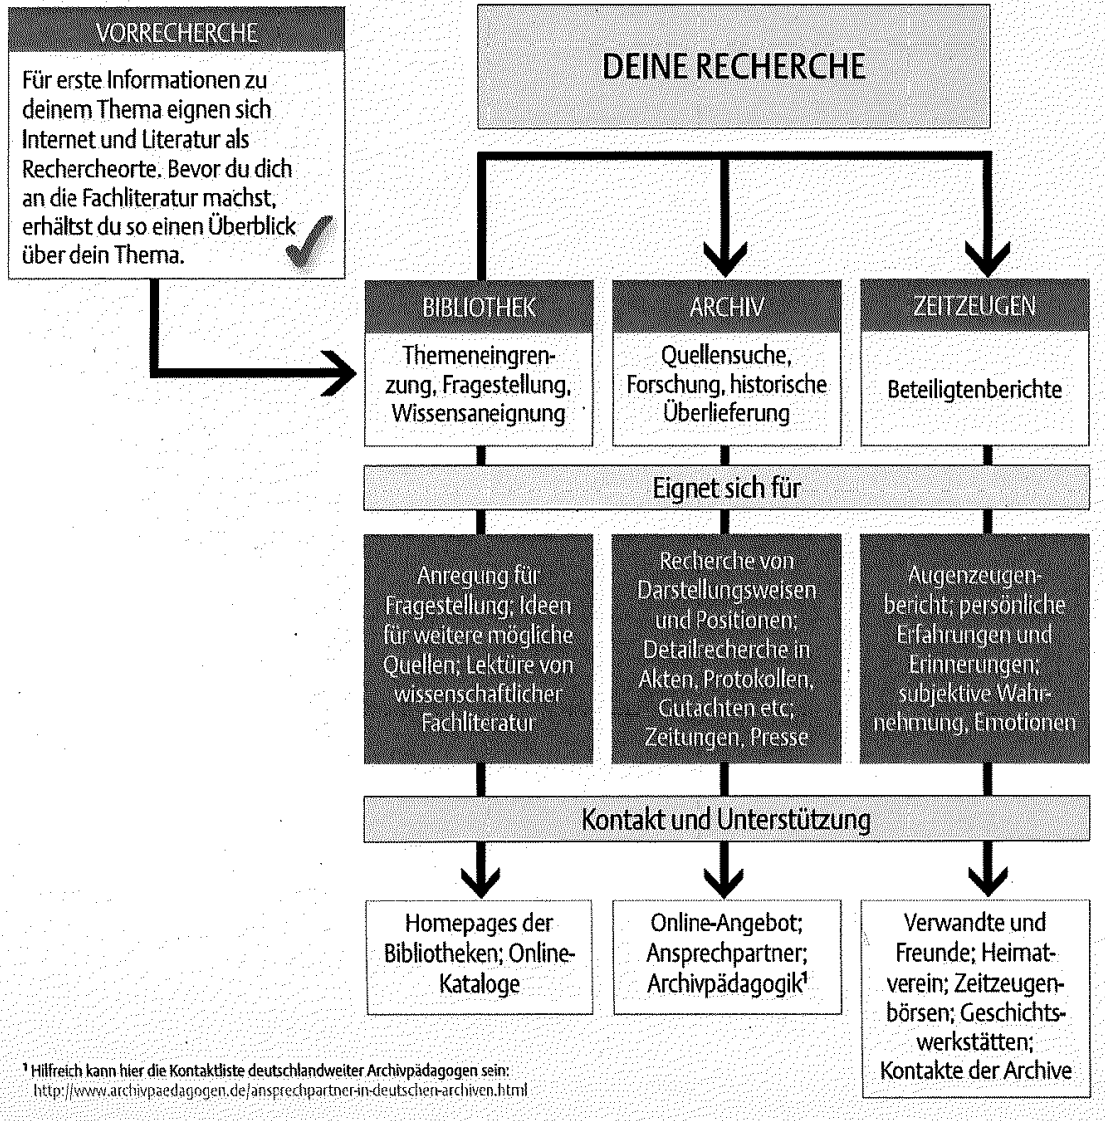 VORRECHERCHE
Für erste Informationen zu
deinem Thema eignen sich
Internet und Literatur als
Rechercheorte. Bevor du dich
an die Fachliteratur machst,
erhältst du so einen Überblick
über dein Thema.
DEINE RECHERCHE
BIBLIOTHEK
Themeneingren-
zung, Fragestellung,
Wissensaneignung
ARCHIV
Quellensuche,
Forschung, historische
Überlieferung
ZEITZEUGEN
Beteiligtenberichte
Eignet sich für
Anregung für
Fragestellung; Ideen
für weitere mögliche
Quellen; Lektüre von
wissenschaftlicher
Fachliteratur
Recherche von
Darstellungsweisen
und Positionen;
Detailrecherche in
Akten, Protokollen,
Gutachten etc;
Zeitungen, Presse
Augenzeugen-
bericht; persönliche
Erfahrungen und
Erinnerungen;
subjektive Wahr-
nehmung, Emotionen
Kontakt und Unterstützung
Homepages der
Bibliotheken; Online-
Kataloge
Online-Angebot;
Ansprechpartner;
Archivpädagogik¹
Verwandte und
Freunde; Heimat-
verein; Zeitzeugen-
börsen; Geschichts-
werkstätten;
Kontakte der Archive
¹ Hilfreich kann hier die Kontaktliste deutschlandweiter Archivpädagogen sein:
http://www.archivpaedagogen.de/ansprechpartner-in-deutschen-archiven.html